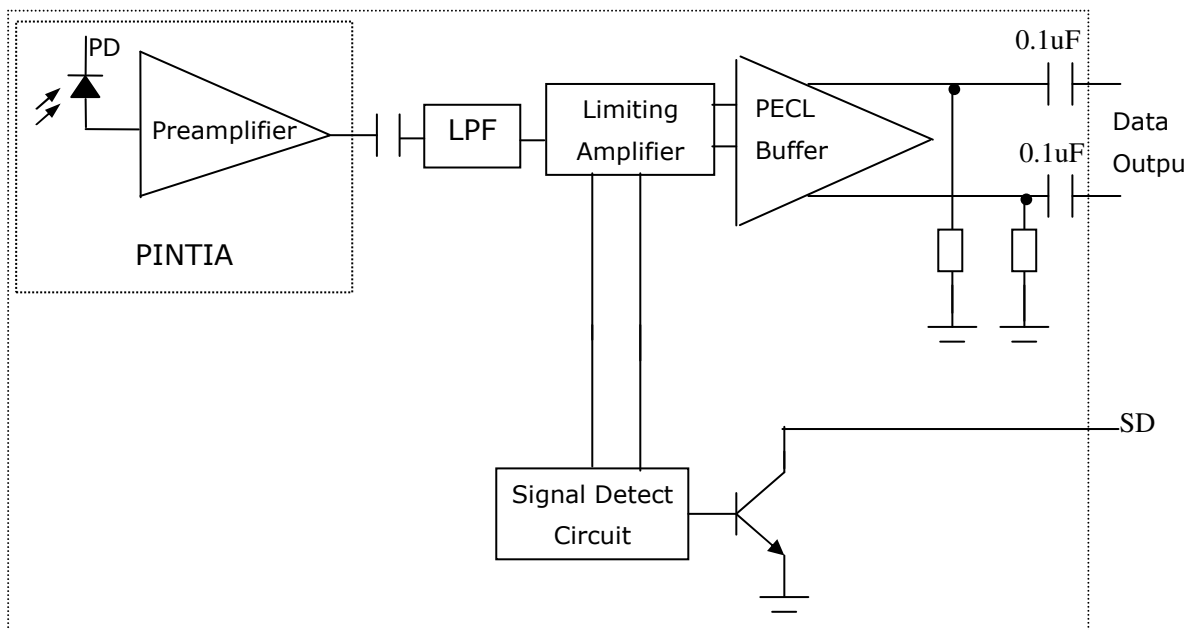 PD
Preamplifier
PINTIA
LPF
Limiting
Amplifier
PECL
Buffer
0.1uF
0.1uF
Data
Outpu
SD
Signal Detect
Circuit